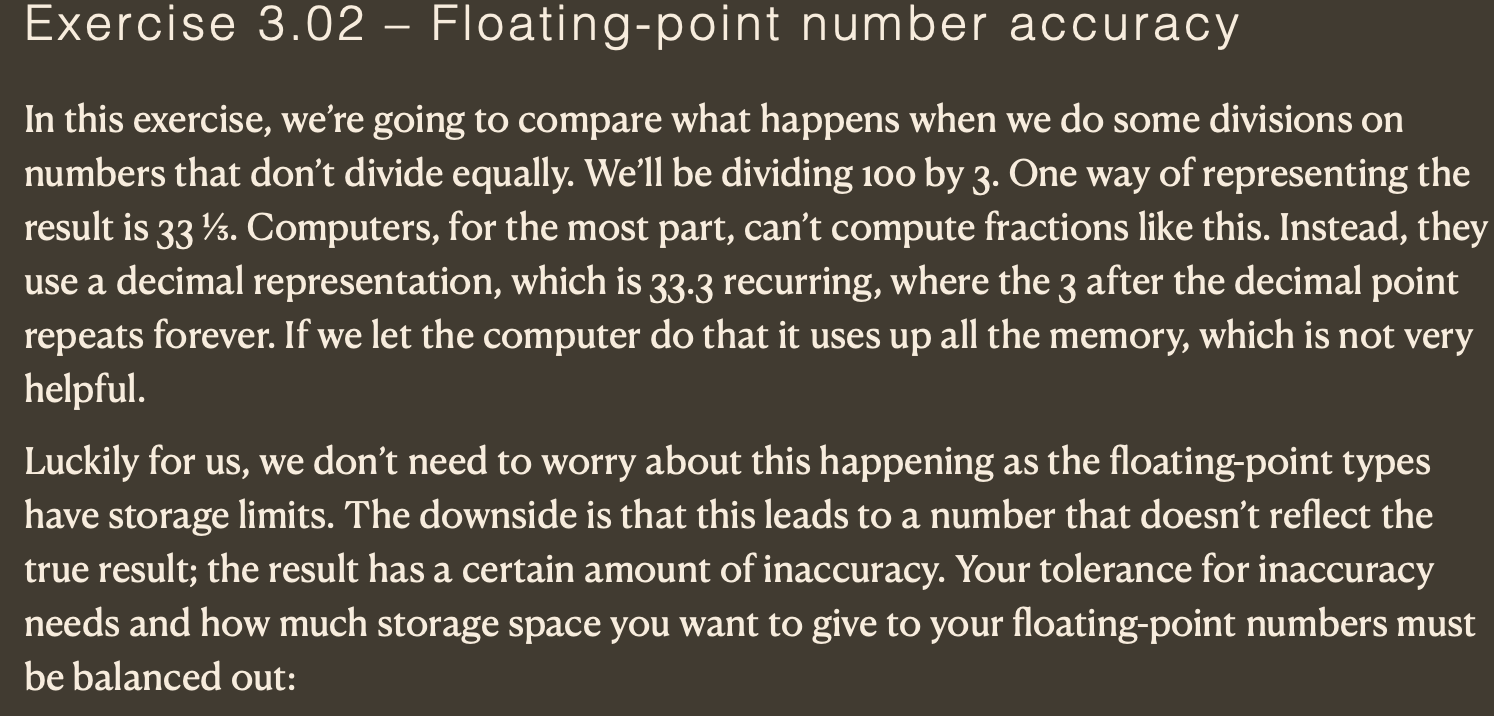 Exercise 3.02 – Floating-point number accuracy
In this exercise, we’re going to compare what happens when we do some divisions on
numbers that don’t divide equally. We’ll be dividing 100 by 3. One way of representing the
result is 33 ⅓. Computers, for the most part, can’t compute fractions like this. Instead, they
use a decimal representation, which is 33.3 recurring, where the 3 after the decimal point
repeats forever. If we let the computer do that it uses up all the memory, which is not very
helpful.
Luckily for us, we don’t need to worry about this happening as the floating-point types
have storage limits. The downside is that this leads to a number that doesn’t reflect the
true result; the result has a certain amount of inaccuracy. Your tolerance for inaccuracy
needs and how much storage space you want to give to your floating-point numbers must
be balanced out: